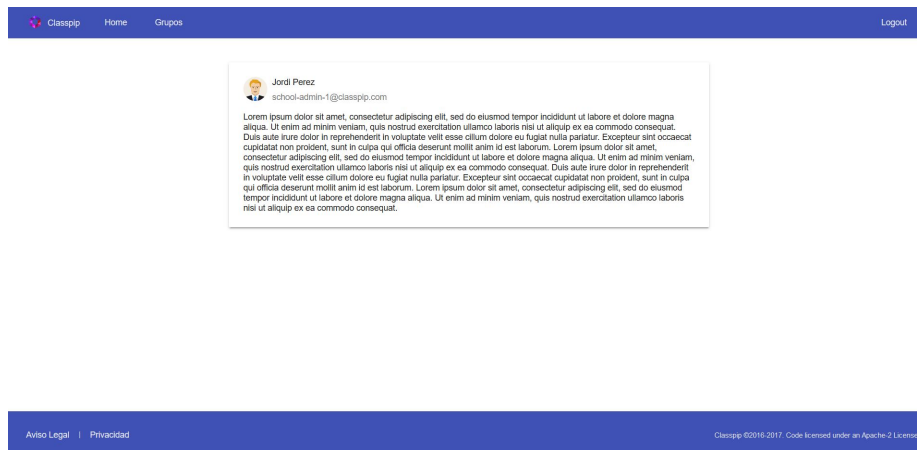 Classpip Home Grupos Logout
Jordi Perez
school-admin-1@classpip.com
Lorem ipsum dolor sit amet, consectetur adipiscing elit, sed do eiusmod tempor incididunt ut labore et dolore magna
aliqua. Ut enim ad minim veniam, quis nostrud exercitation ullamco laboris nisi ut aliquip ex ea commodo consequat.
Duis aute irure dolor in reprehenderit in voluptate velit esse cillum dolore eu fugiat nulla pariatur. Excepteur sint occaecat
cupidatat non proident, sunt in culpa qui officia deserunt mollit anim id est laborum. Lorem ipsum dolor sit amet,
consectetur adipiscing elit, sed do eiusmod tempor incididunt ut labore et dolore magna aliqua. Ut enim ad minim veniam,
quis nostrud exercitation ullamco laboris nisi ut aliquip ex ea commodo consequat. Duis aute irure dolor in reprehenderit
in voluptate velit esse cillum dolore eu fugiat nulla pariatur. Excepteur sint occaecat cupidatat non proident, sunt in culpa
qui officia deserunt mollit anim id est laborum. Lorem ipsum dolor sit amet, consectetur adipiscing elit, sed do eiusmod
tempor incididunt ut labore et dolore magna aliqua. Ut enim ad minim veniam, quis nostrud exercitation ullamco laboris
nisi ut aliquip ex ea commodo consequat.
Aviso Legal | Privacidad Classpip ©2016-2017. Code licensed under an Apache-2 License